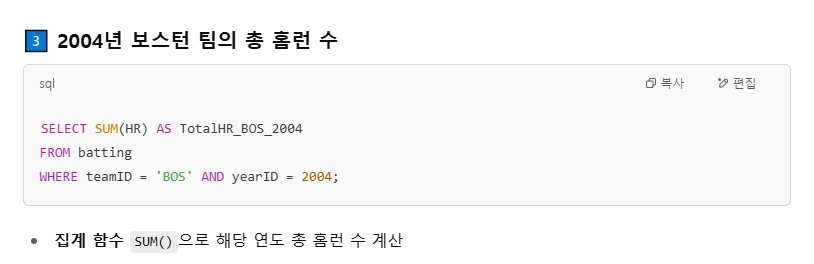 3 2004년 보스턴 팀의 총 홈런 수
sql 복사 편집
SELECT SUM(HR) AS TotalHR_BOS_2004
FROM batting
WHERE teamID = 'BOS' AND yearID = 2004;
• 집계 함수 SUM()으로 해당 연도 총 홈런 수 계산